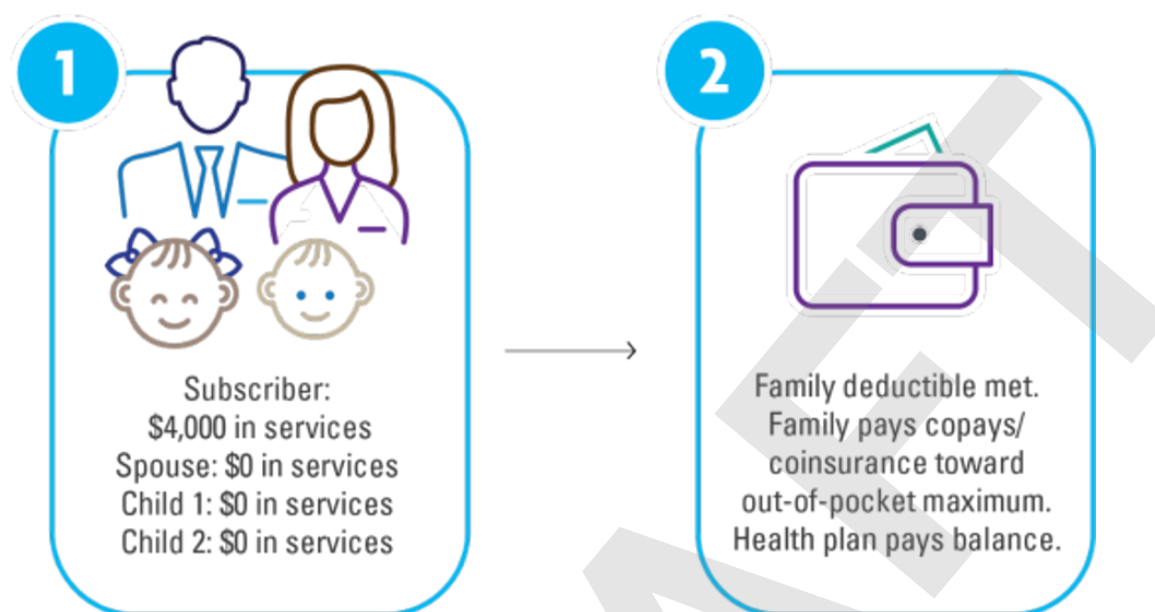 1
Subscriber:
$4,000 in services
Spouse: $0 in services
Child 1: $0 in services
Child 2: $0 in services
2
Family deductible met.
Family pays copays/
coinsurance toward
out-of-pocket maximum.
Health plan pays balance.